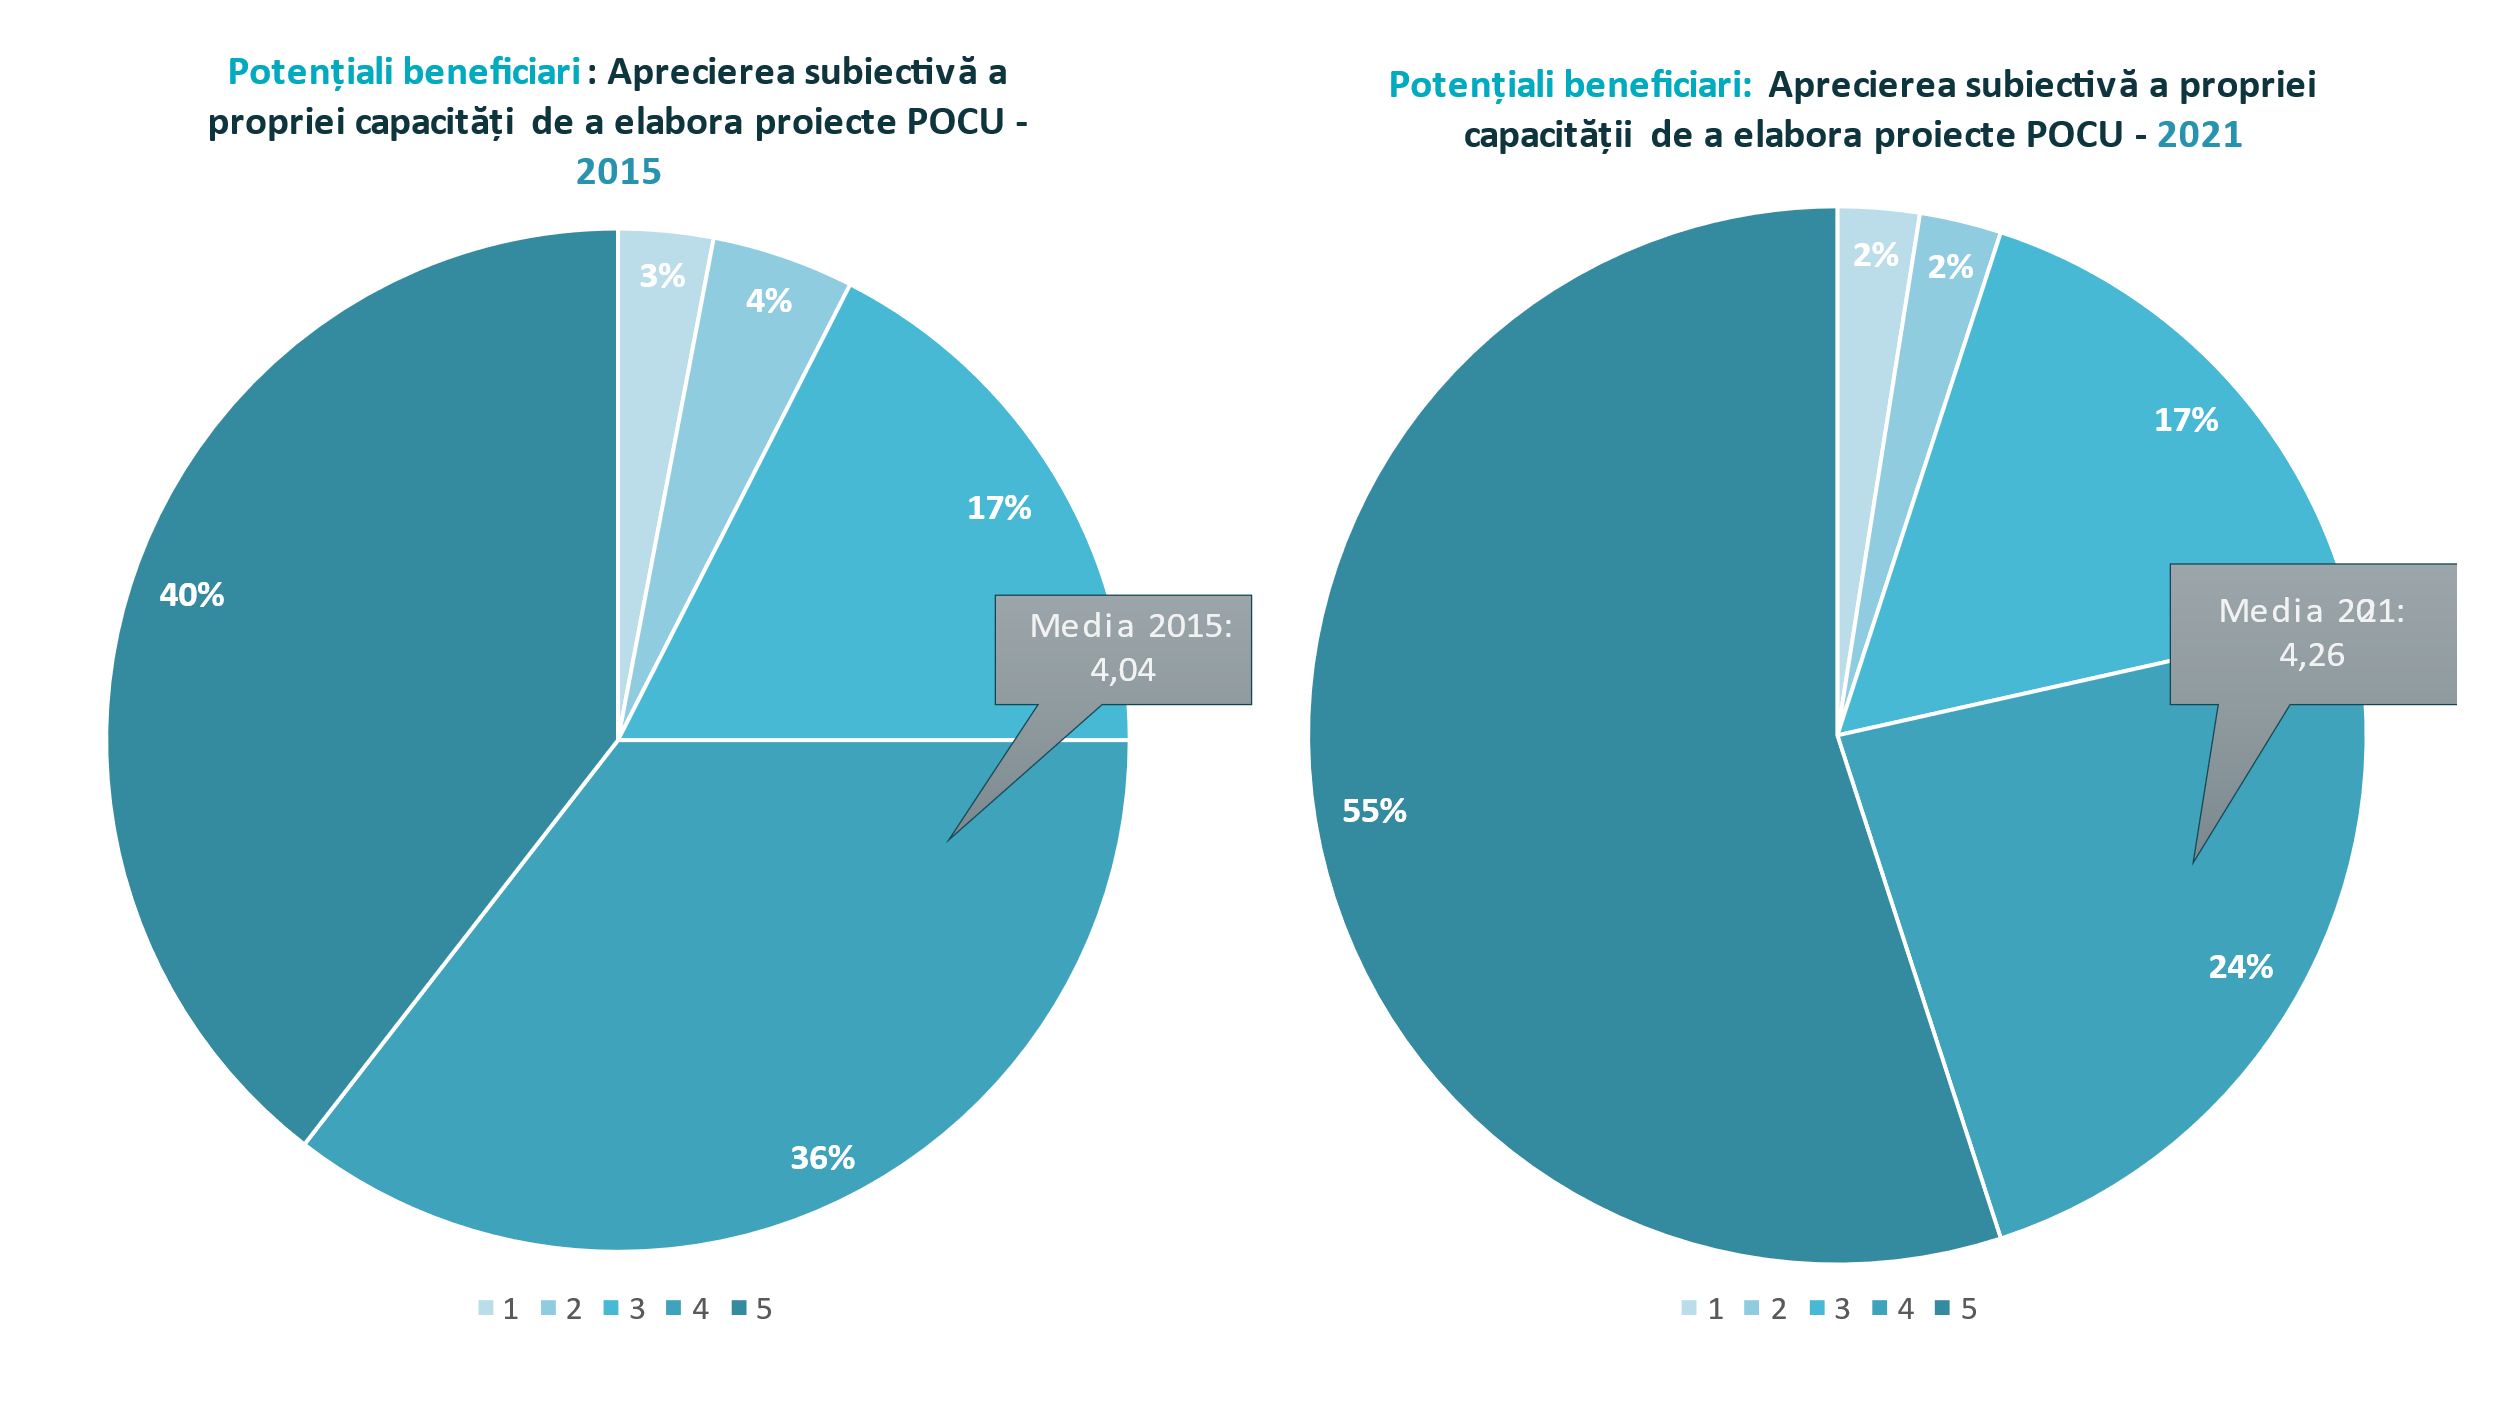 Potențiali beneficiari : Aprecierea subiectivă a
propriei capacități de a elabora proiecte POCU -
2015
3%
4%
17%
40%
Media 2015:
4,04
36%
1 2 3 4 5
Potențiali beneficiari: Aprecierea subiectivă a propriei
capacității de a elabora proiecte POCU - 2021
2%
2%
17%
Media 2021:
4,26
55%
24%
1 2 3 4 5